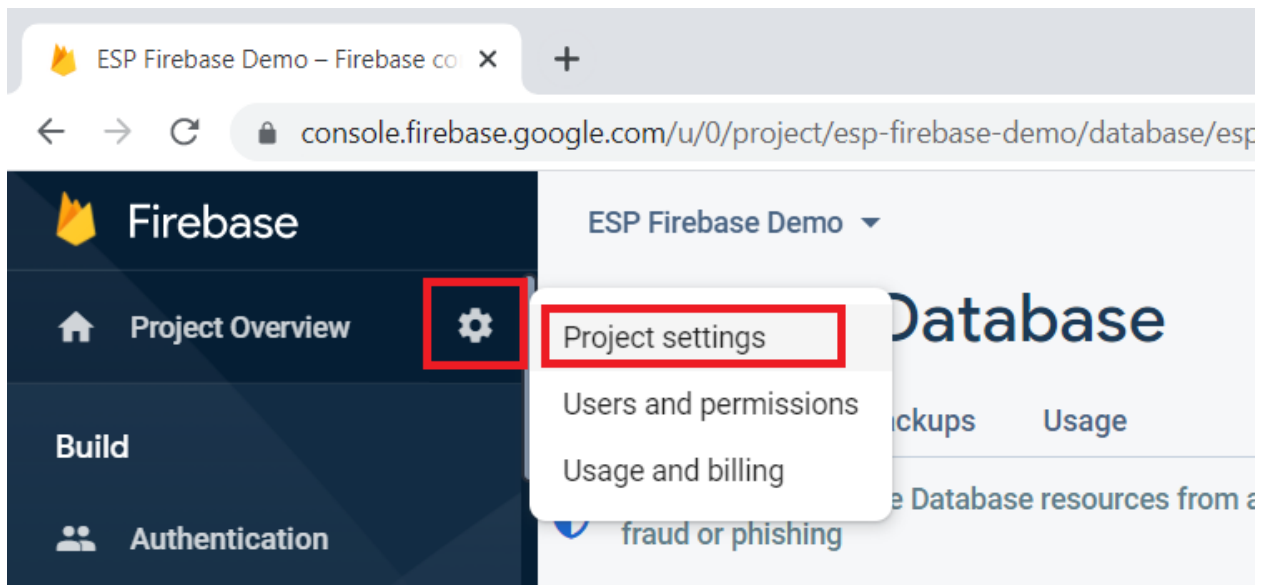 ESP Firebase Demo – Firebase co
console.firebase.google.com/u/0/project/esp-firebase-demo/database/esp
Firebase
ESP Firebase Demo
Project Overview
Project settings
Database
Users and permissions
ckups Usage
Build
Usage and billing
Database resources from a
fraud or phishing
Authentication